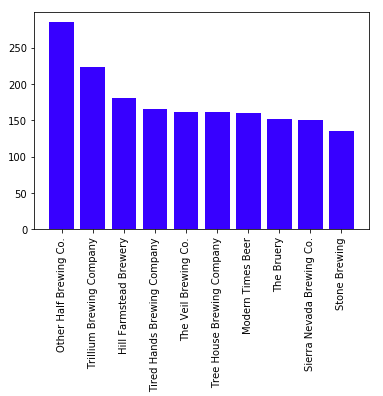 250
200
150
100
50
0
Other Half Brewing Co.
Trillium Brewing Company
Hill Farmstead Brewery
Tired Hands Brewing Company
The Veil Brewing Co.
Tree House Brewing Company
Modern Times Beer
The Bruery
Sierra Nevada Brewing Co.
Stone Brewing